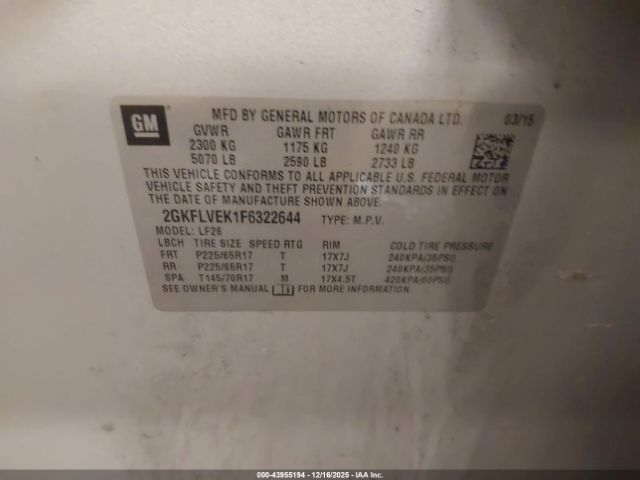 GM
MFD BY GENERAL MOTORS OF CANADA LTD. 03/15
GVWR GAWR FRT GAWR RR
2300 KG 1175 KG 1240 KG
5070 LB 2590 LB 2733 LB
THIS VEHICLE CONFORMS TO ALL APPLICABLE U.S. FEDERAL MOTOR
VEHICLE SAFETY AND THEFT PREVENTION STANDARDS IN EFFECT ON
THE DATE OF MANUFACTURE SHOWN ABOVE.
2GKFLVEK1F6322644 TYPE: M.P.V.
MODEL: LF26
LBCH TIRE SIZE SPEED RTG RIM COLD TIRE PRESSURE
FRT P225/65R17 T 17X7J 240KPA(35PSI)
RR P225/65R17 T 17X7J 240KPA(35PSI)
SPA T145/70R17 M 17X4.5T 420KPA(60PSI)
SEE OWNER'S MANUAL FOR MORE INFORMATION.
000-43955194 - 12/16/2025 - IAAI, Inc.